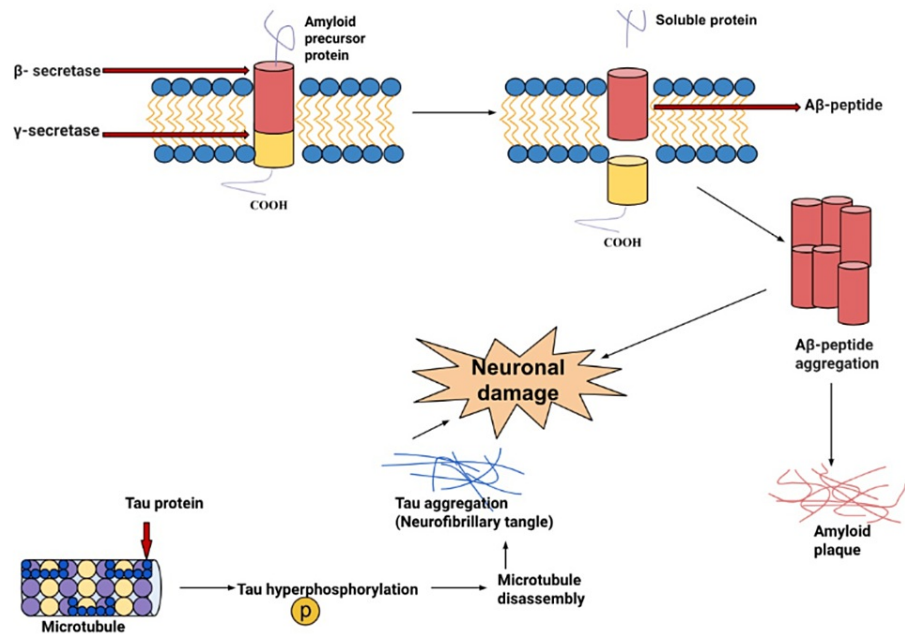 Amyloid
precursor
protein
Soluble protein
β- secretase
Aβ-peptide
γ-secretase
COOH
COOH
Aβ-peptide
aggregation
Neuronal
damage
Tau aggregation
(Neurofibrillary tangle)
Amyloid
plaque
Tau protein
Tau hyperphosphorylation
p
Microtubule
disassembly
Microtubule